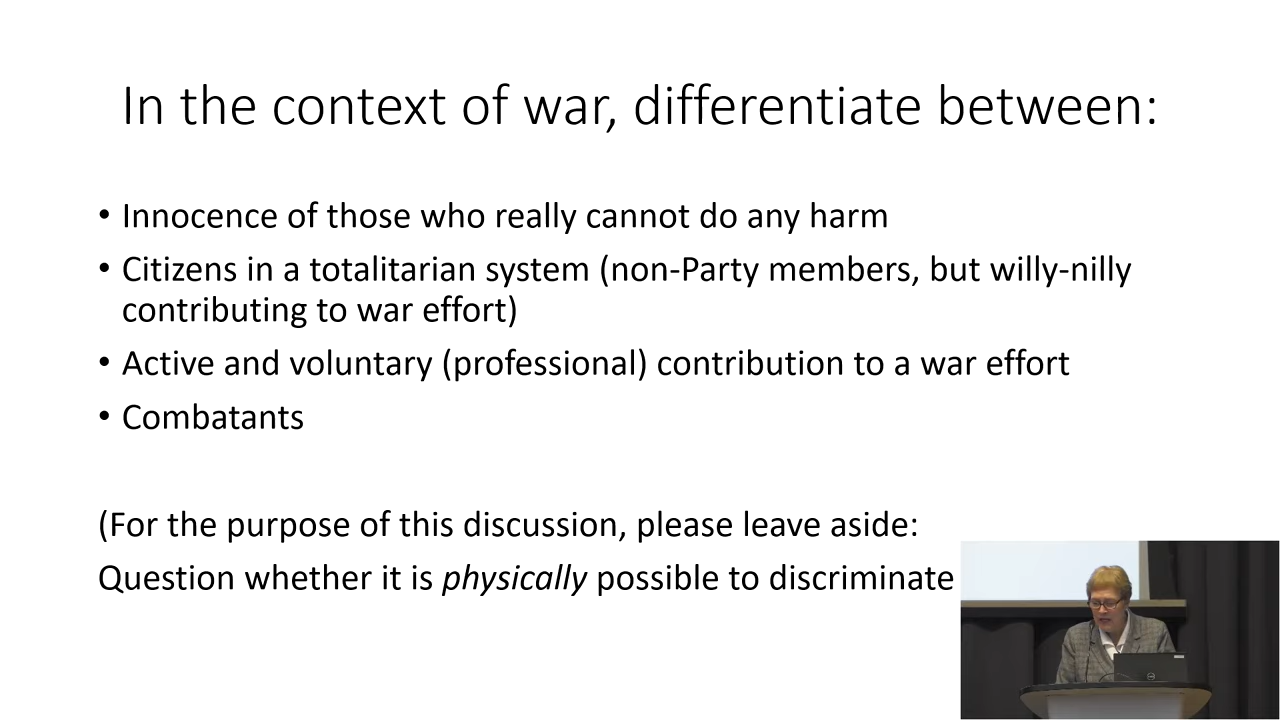 In the context of war, differentiate between:
• Innocence of those who really cannot do any harm
• Citizens in a totalitarian system (non-Party members, but willy-nilly
contributing to war effort)
• Active and voluntary (professional) contribution to a war effort
• Combatants
(For the purpose of this discussion, please leave aside:
Question whether it is physically possible to discriminate